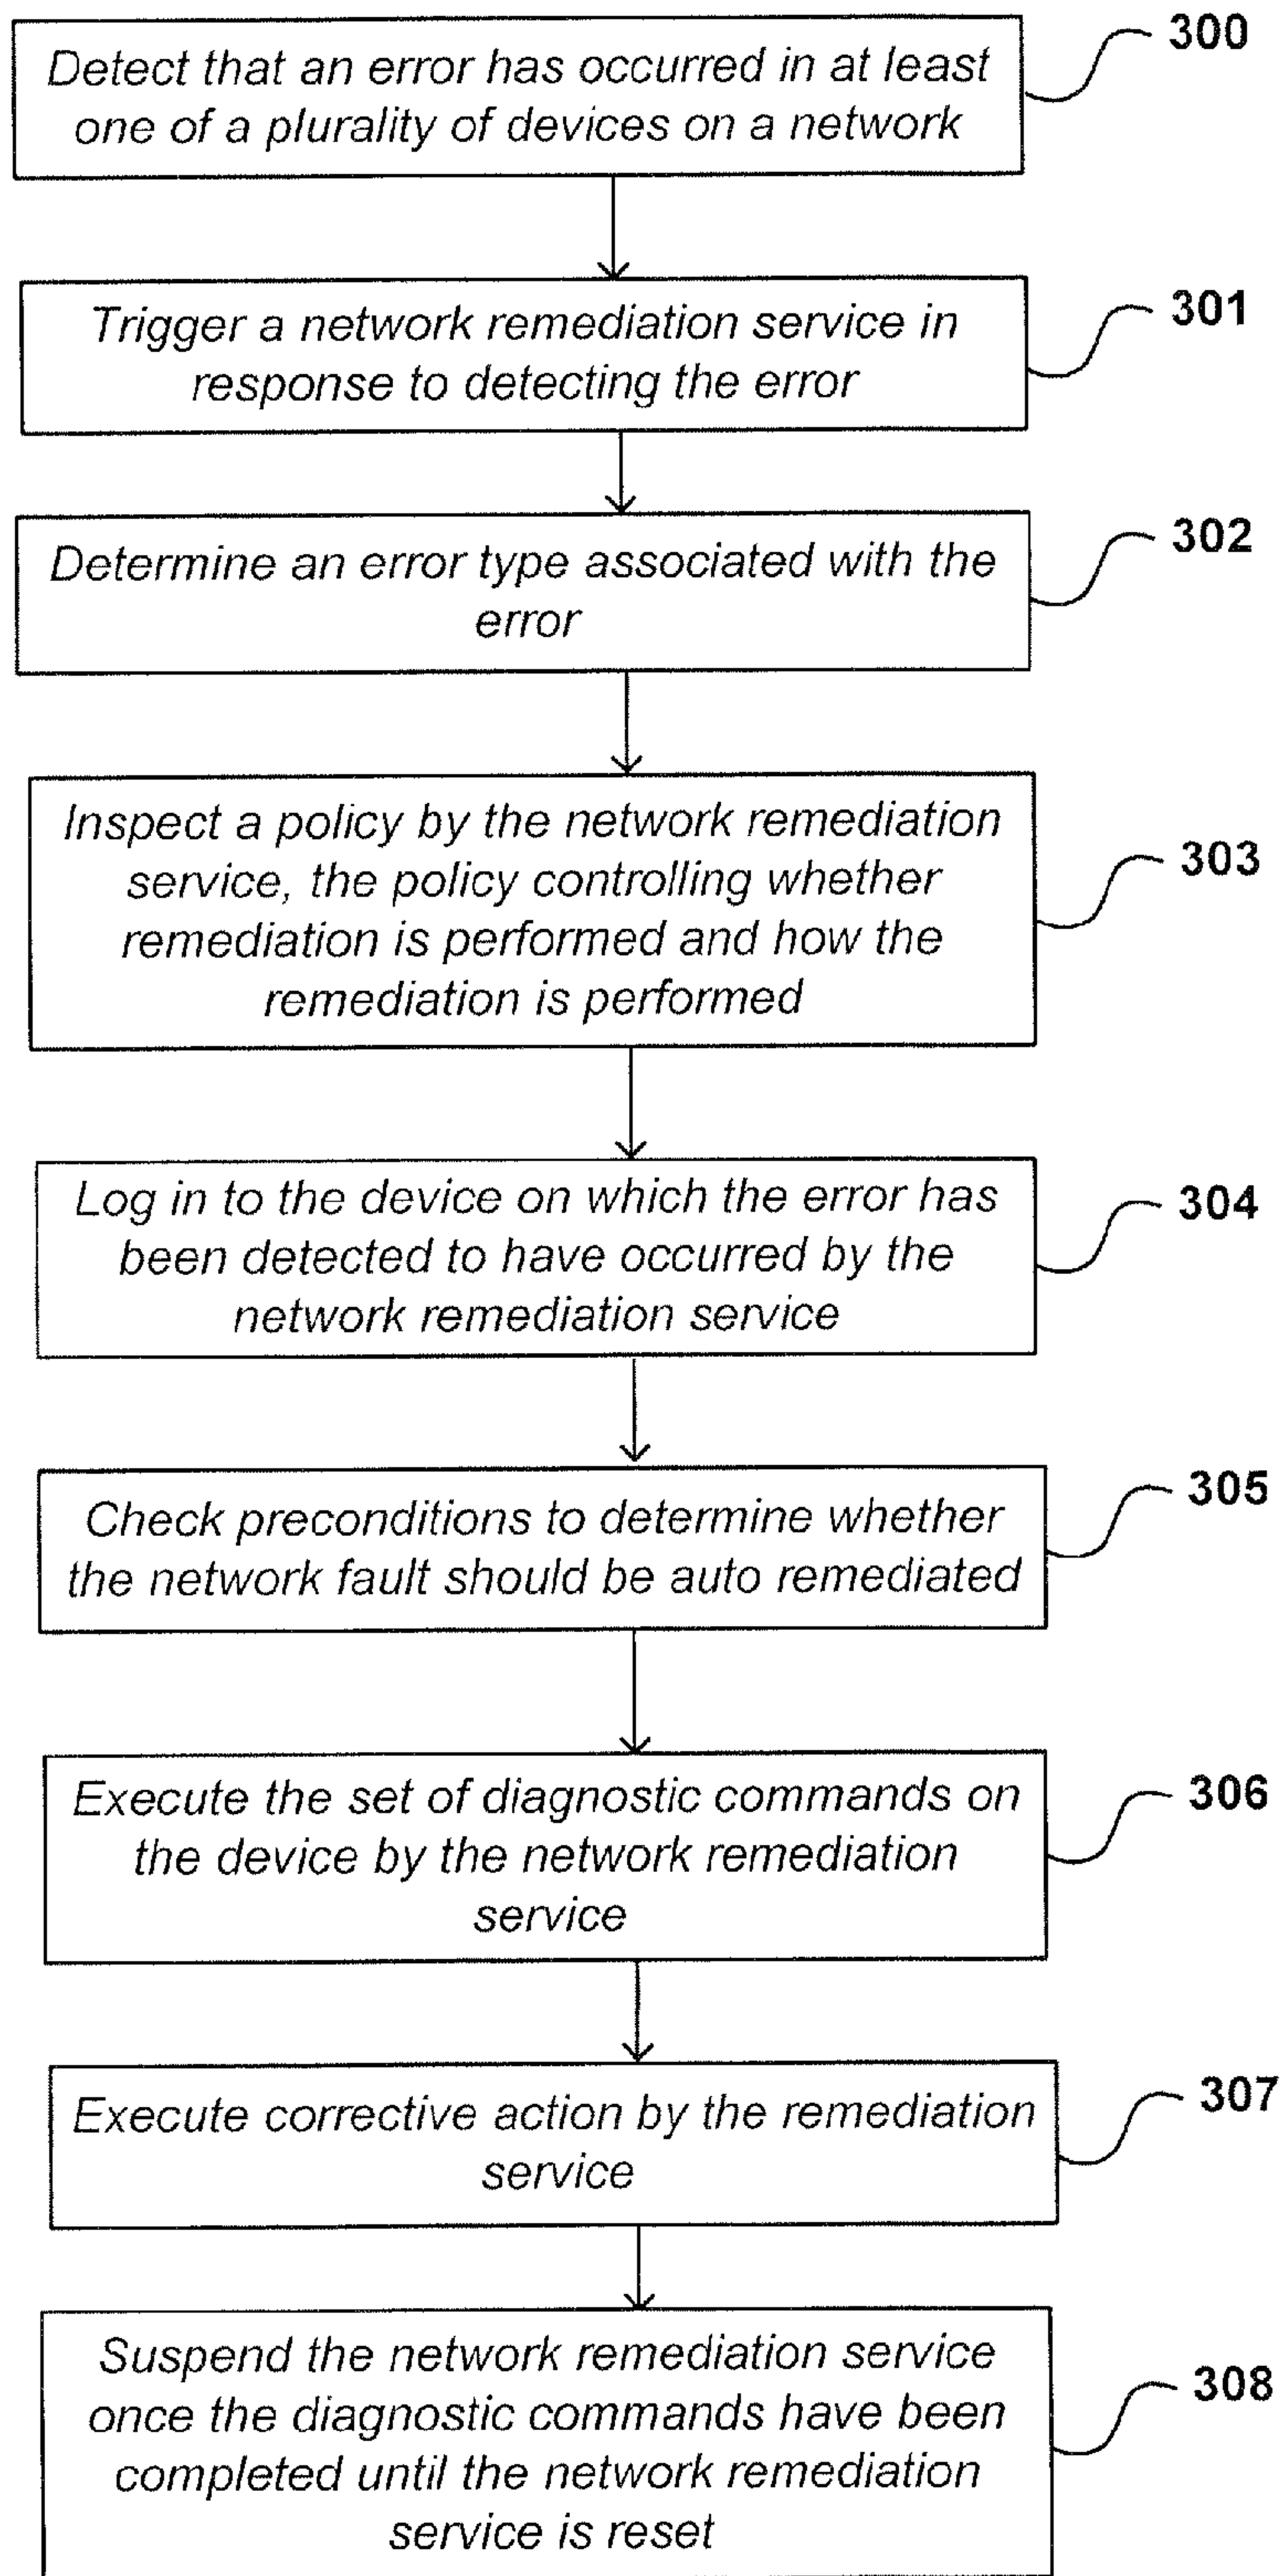 Detect that an error has occurred in at least
one of a plurality of devices on a network
300
Trigger a network remediation service in
response to detecting the error
301
Determine an error type associated with the
error
302
Inspect a policy by the network remediation
service, the policy controlling whether
remediation is performed and how the
remediation is performed
303
Log in to the device on which the error has
been detected to have occurred by the
network remediation service
304
Check preconditions to determine whether
the network fault should be auto remediated
305
Execute the set of diagnostic commands on
the device by the network remediation
service
306
Execute corrective action by the remediation
service
307
Suspend the network remediation service
once the diagnostic commands have been
completed until the network remediation
service is reset
308